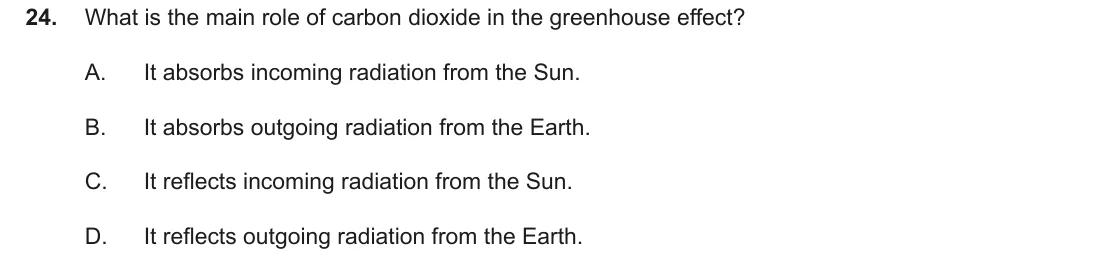 24. What is the main role of carbon dioxide in the greenhouse effect?
A. It absorbs incoming radiation from the Sun.
B. It absorbs outgoing radiation from the Earth.
C. It reflects incoming radiation from the Sun.
D. It reflects outgoing radiation from the Earth.